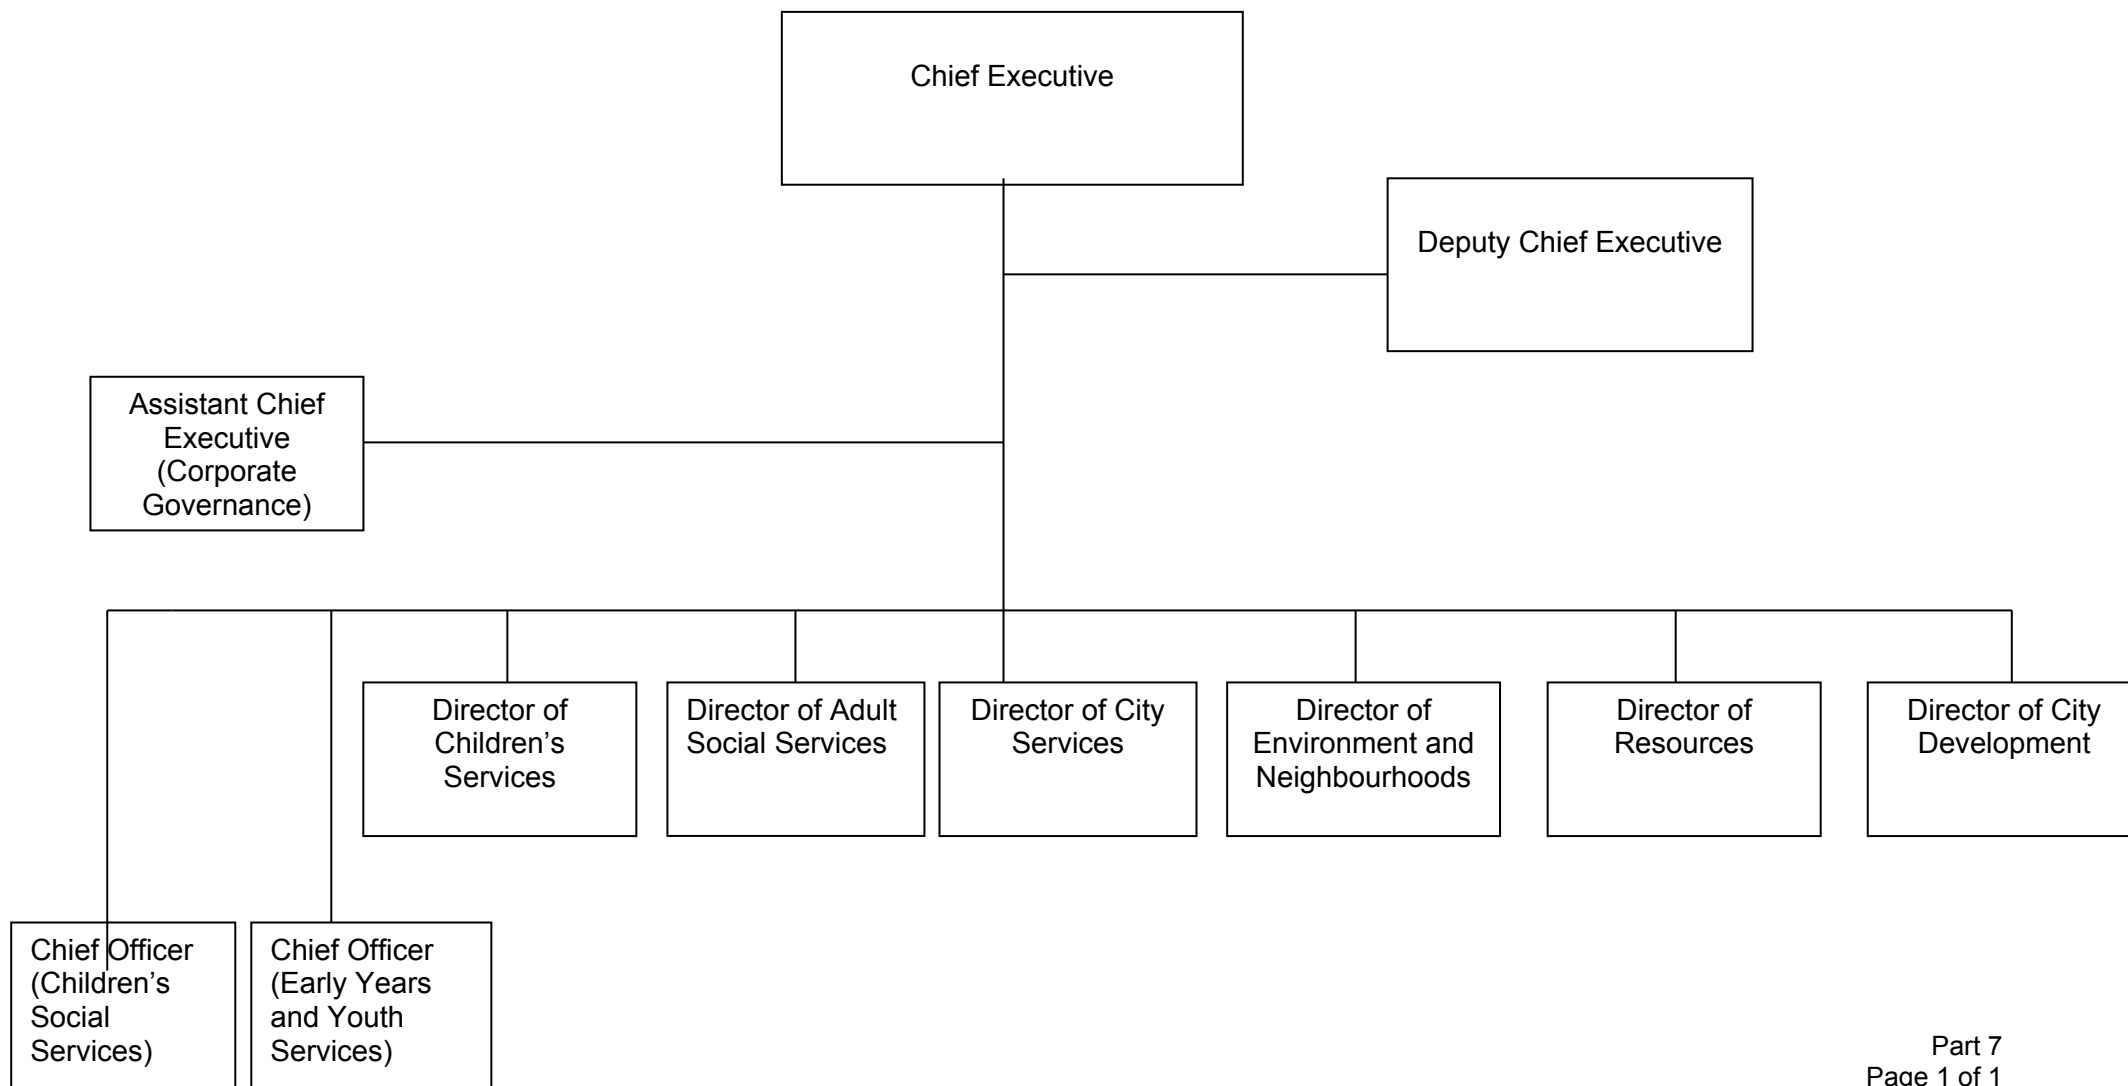 Chief Executive
Deputy Chief Executive
Assistant Chief
Executive
(Corporate
Governance)
Director of
Children’s
Services
Director of Adult
Social Services
Director of City
Services
Director of
Environment and
Neighbourhoods
Director of
Resources
Director of City
Development
Chief Officer
(Children’s
Social
Services)
Chief Officer
(Early Years
and Youth
Services)
Part 7
Page 1 of 1